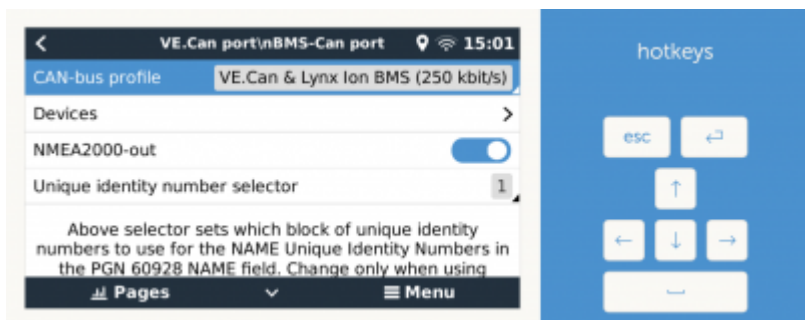 VE.Can port\nBMS-Can port 15:01
CAN-bus profile VE.Can & Lynx Ion BMS (250 kbit/s)
Devices
NMEA2000-out
Unique identity number selector 1
Above selector sets which block of unique identity
numbers to use for the NAME Unique Identity Numbers in
the PGN 60928 NAME field. Change only when using
Pages Menu
hotkeys
esc